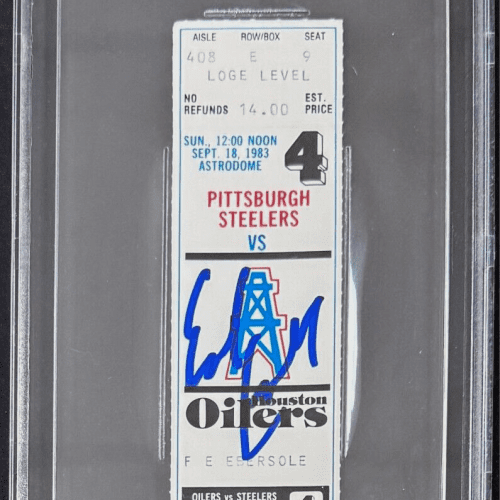 AISLE ROW/BOX SEAT
408 E 9
LOGE LEVEL
NO REFUNDS 14.00 EST. PRICE
SUN., 12:00 NOON
SEPT. 18, 1983
ASTRODOME
4
PITTSBURGH
STEELERS
VS
Houston
Oilers
F E EBERSOLE
OILERS vs STEELERS